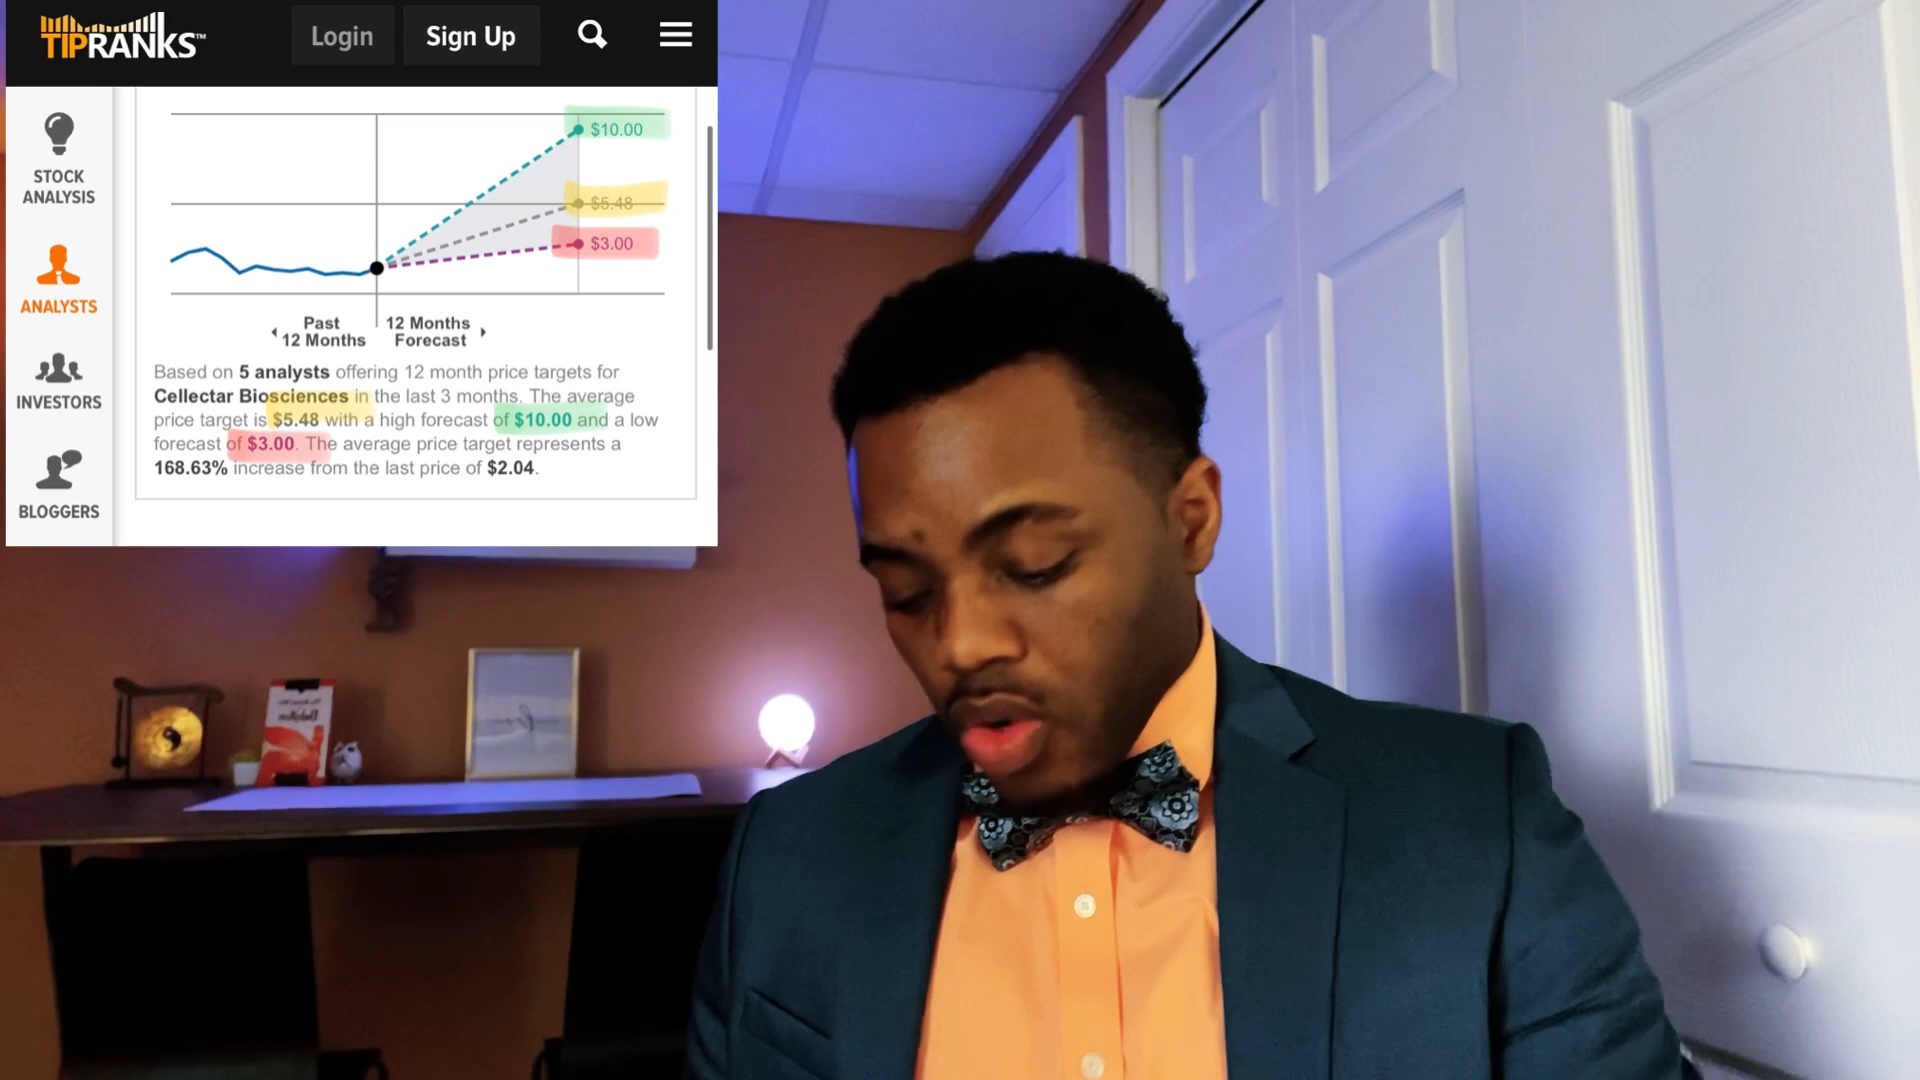 TIPRANKS™
Login
Sign Up
STOCK
ANALYSIS
ANALYSTS
INVESTORS
BLOGGERS
$10.00
$5.48
$3.00
Past
12 Months
12 Months
Forecast
Based on 5 analysts offering 12 month price targets for
Cellectar Biosciences in the last 3 months. The average
price target is $5.48 with a high forecast of $10.00 and a low
forecast of $3.00. The average price target represents a
168.63% increase from the last price of $2.04.